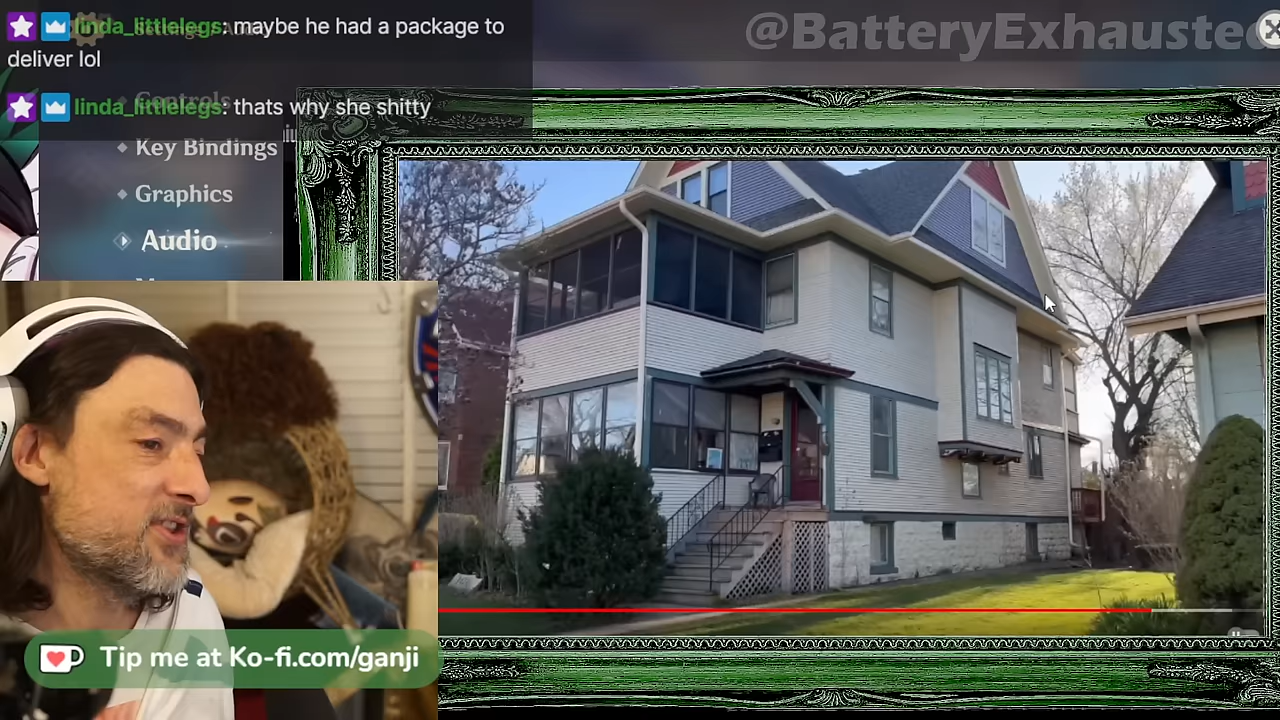 linda_littlelegs: maybe he had a package to
deliver lol
@BatteryExhausted
linda_littlelegs: thats why she shitty
Controls
Key Bindings
Graphics
Audio
Tip me at Ko-fi.com/ganji